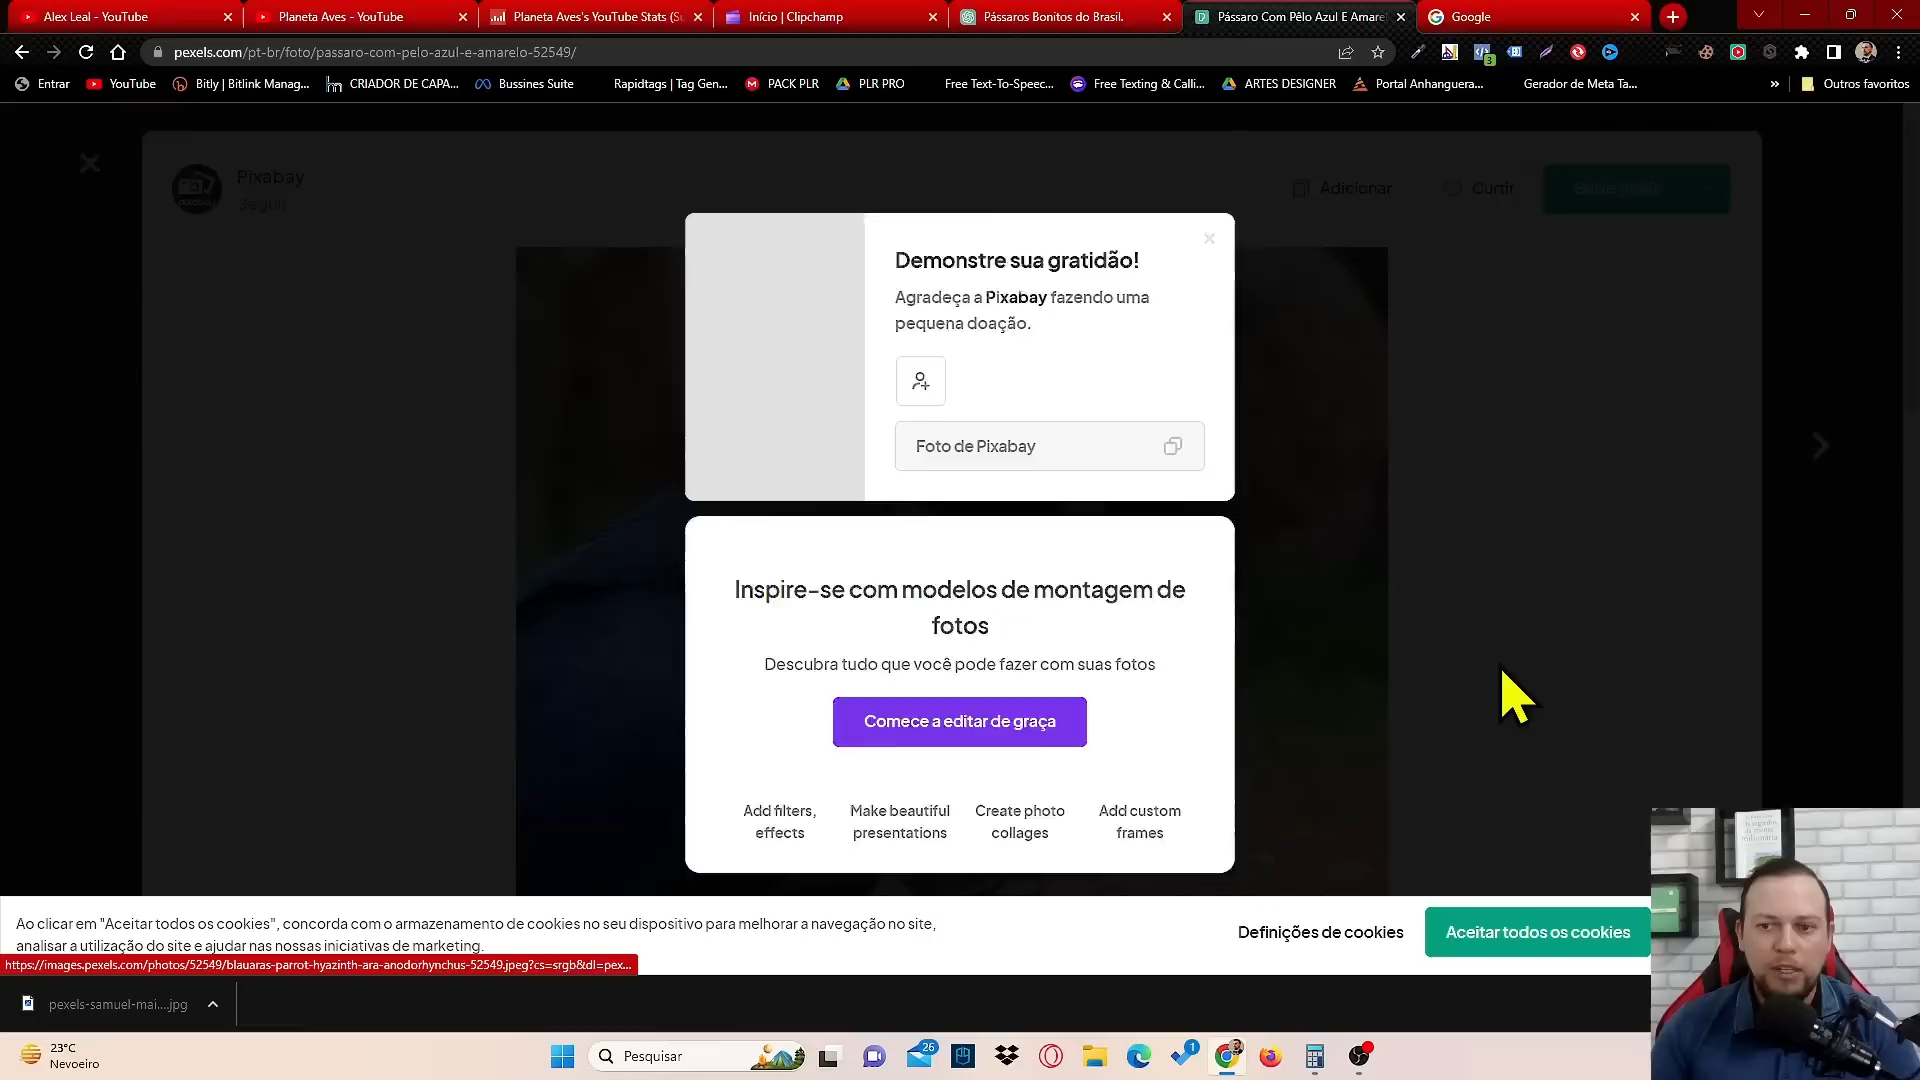 Alex Leal - YouTube
Planeta Aves - YouTube
Planeta Aves's YouTube Stats (Su
Início | Clipchamp
Pássaros Bonitos do Brasil.
Pássaro Com Pêlo Azul E Amare
Google
pexels.com/pt-br/foto/passaro-com-pelo-azul-e-amarelo-52549/
3
Entrar
YouTube
Bitly | Bitlink Manag...
CRIADOR DE CAPA...
Bussines Suite
Rapidtags | Tag Gen...
PACK PLR
PLR PRO
Free Text-To-Speec...
Free Texting & Calli...
ARTES DESIGNER
Portal Anhanguera...
Gerador de Meta Ta...
»
Outros favoritos
Pixabay
Seguir
Adicionar
Curtir
Demonstre sua gratidão!
Agradeça a Pixabay fazendo uma
pequena doação.
Foto de Pixabay
Inspire-se com modelos de montagem de
fotos
Descubra tudo que você pode fazer com suas fotos
Comece a editar de graça
Add filters,
effects
Make beautiful
presentations
Create photo
collages
Add custom
frames
Ao clicar em "Aceitar todos os cookies", concorda com o armazenamento de cookies no seu dispositivo para melhorar a navegação no site,
analisar a utilização do site e ajudar nas nossas iniciativas de marketing.
Definições de cookies
Aceitar todos os cookies
https://images.pexels.com/photos/52549/blauaras-parrot-hyazinth-ara-anodorhynchus-52549.jpeg?cs=srgb&dl=pex...
pexels-samuel-mai....jpg
23°C
Nevoeiro
Pesquisar
26
1